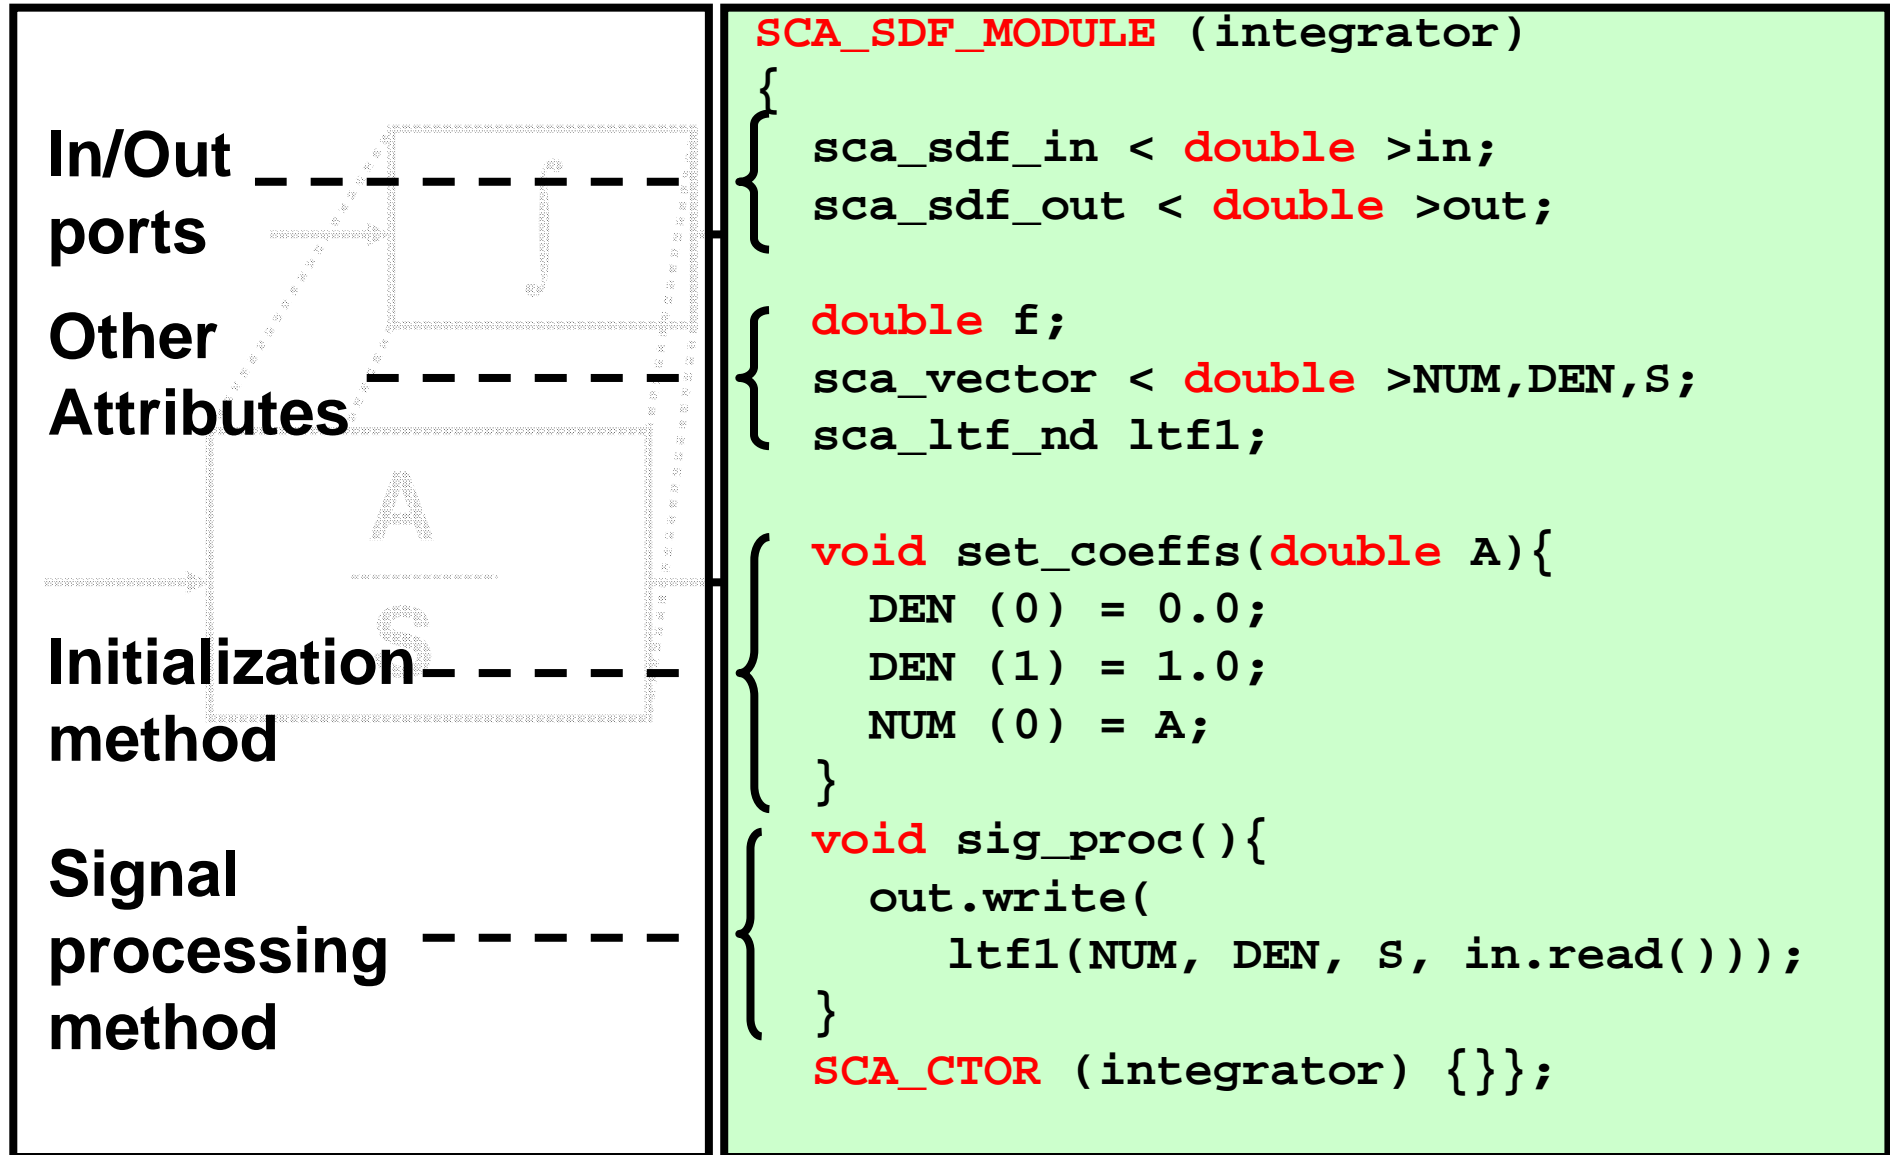 In/Out
ports
Other
Attributes
Initialization
method
Signal
processing
method
∫
A
S
SCA_SDF_MODULE (integrator)
{
sca_sdf_in < double >in;
sca_sdf_out < double >out;
double f;
sca_vector < double >NUM,DEN,S;
sca_ltf_nd ltf1;
void set_coeffs(double A){
DEN (0) = 0.0;
DEN (1) = 1.0;
NUM (0) = A;
}
void sig_proc(){
out.write(
ltf1(NUM, DEN, S, in.read()));
}
SCA_CTOR (integrator) {}};